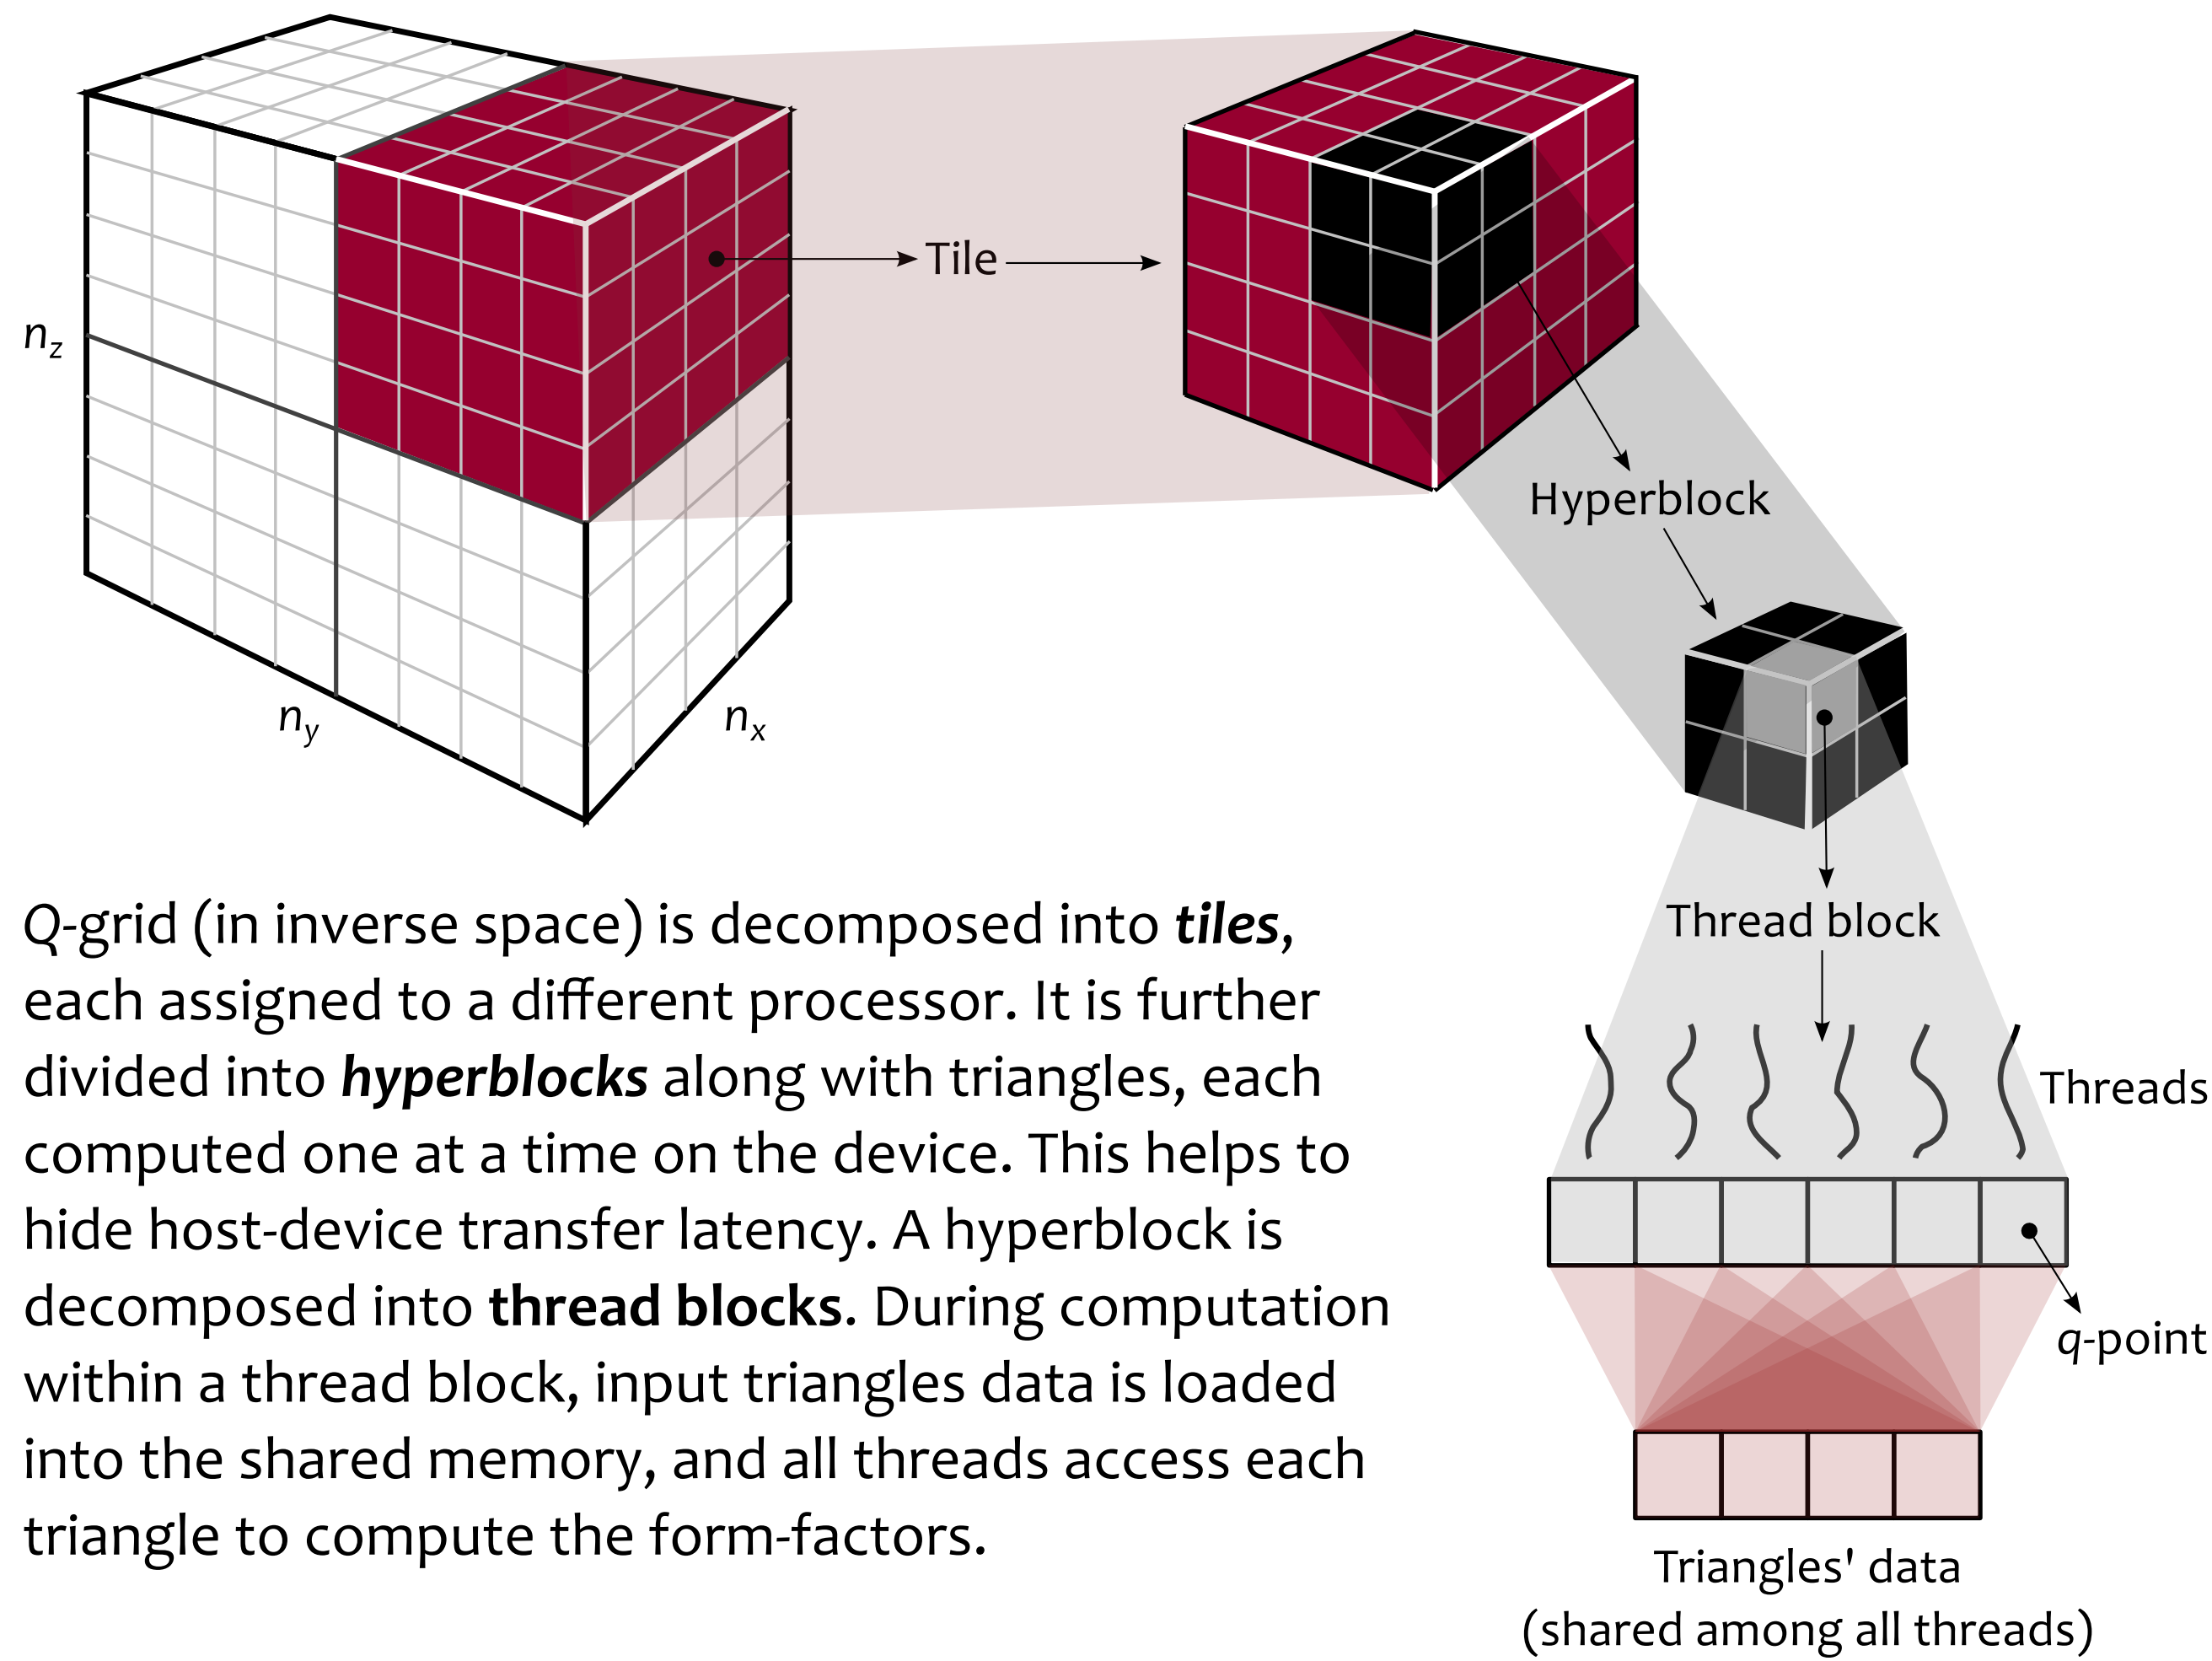 Tile
n_z
Hyperblock
n_y
n_x
Thread block
Threads
q-point
Triangles' data
(shared among all threads)
Q-grid (in inverse space) is decomposed into tiles,
each assigned to a different processor. It is further
divided into hyperblocks along with triangles, each
computed one at a time on the device. This helps to
hide host-device transfer latency. A hyperblock is
decomposed into thread blocks. During computation
within a thread block, input triangles data is loaded
into the shared memory, and all threads access each
triangle to compute the form-factors.